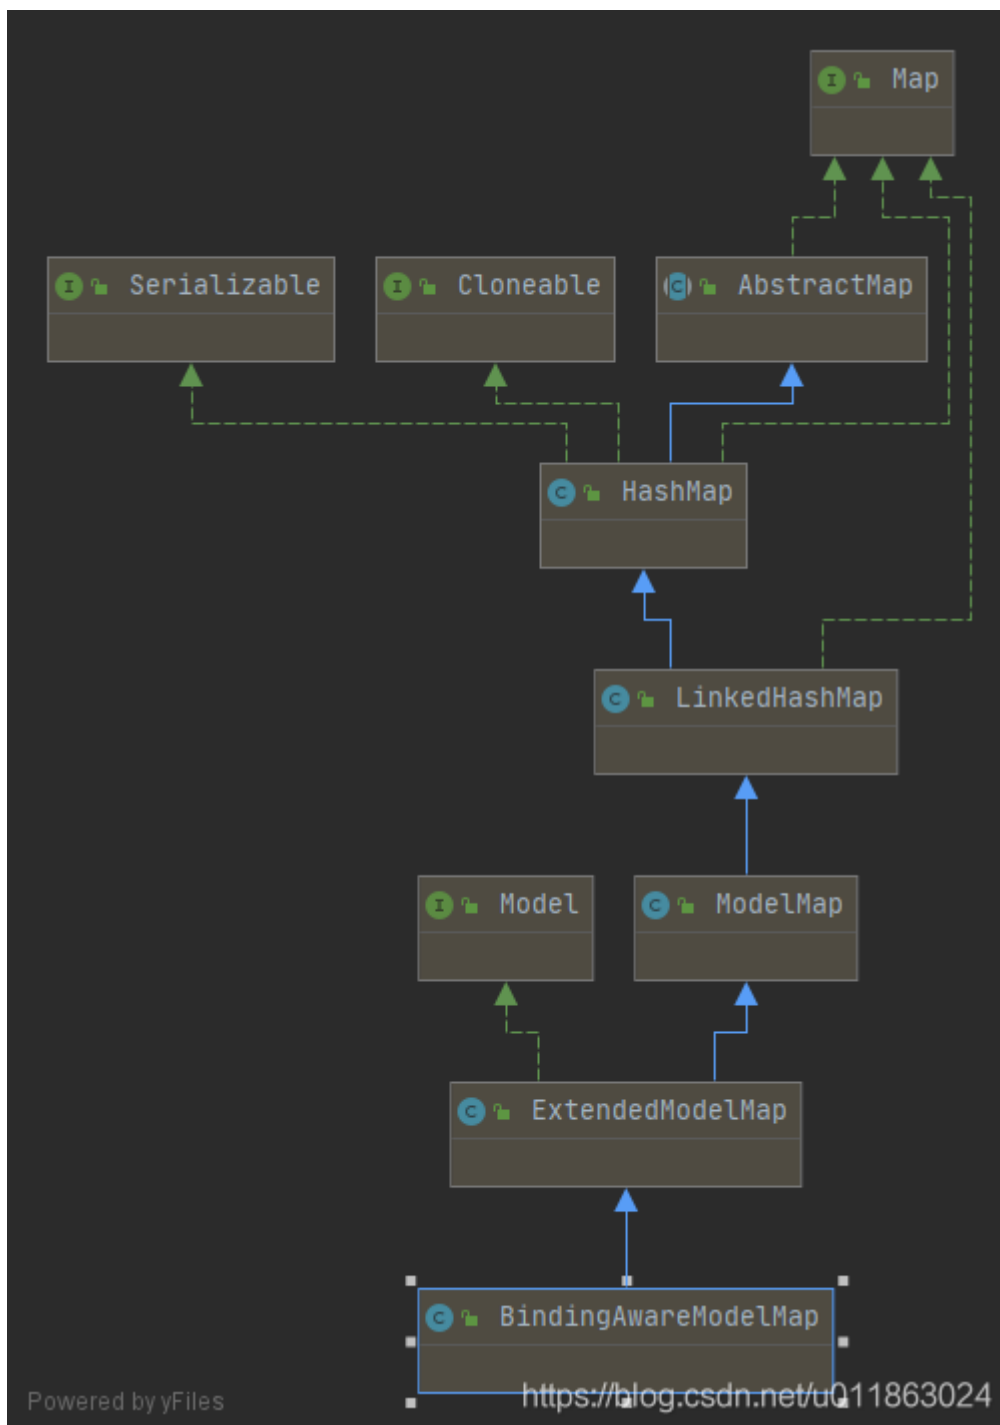 Map
Serializable
Cloneable
AbstractMap
HashMap
LinkedHashMap
Model
ModelMap
ExtendedModelMap
BindingAwareModelMap
Powered by yFiles
https://blog.csdn.net/u011863024